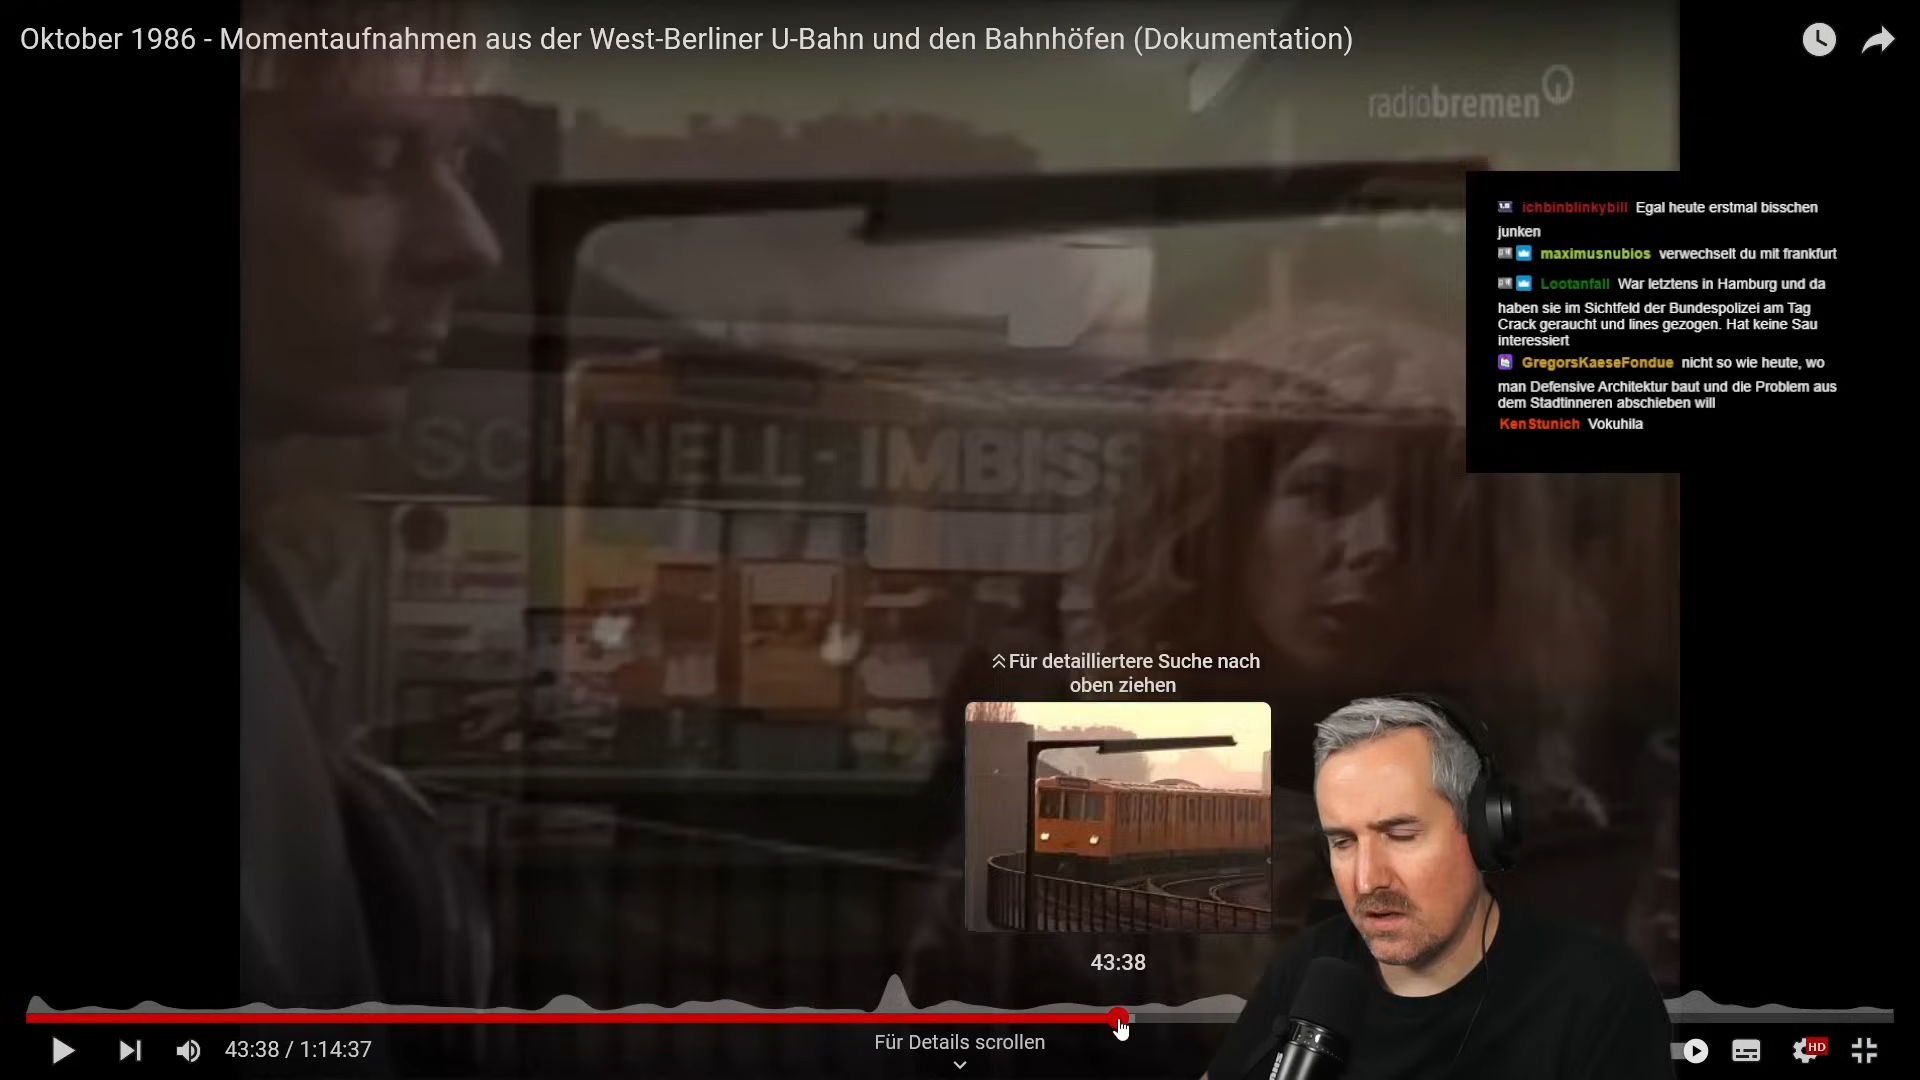 Oktober 1986 - Momentaufnahmen aus der West-Berliner U-Bahn und den Bahnhöfen (Dokumentation)
radiobremen
ichbinblinkybill Egal heute erstmal bisschen
junken
maximusnubios verwechselt du mit frankfurt
Lootanfall War letztens in Hamburg und da
haben sie im Sichtfeld der Bundespolizei am Tag
Crack geraucht und lines gezogen. Hat keine Sau
interessiert
GregorsKaeseFondue nicht so wie heute, wo
man Defensive Architektur baut und die Problem aus
dem Stadtinneren abschieben will
KenStunich Vokuhila
SCHNELL-IMBISS
Für detailliertere Suche nach
oben ziehen
43:38
43:38 / 1:14:37
Für Details scrollen
HD